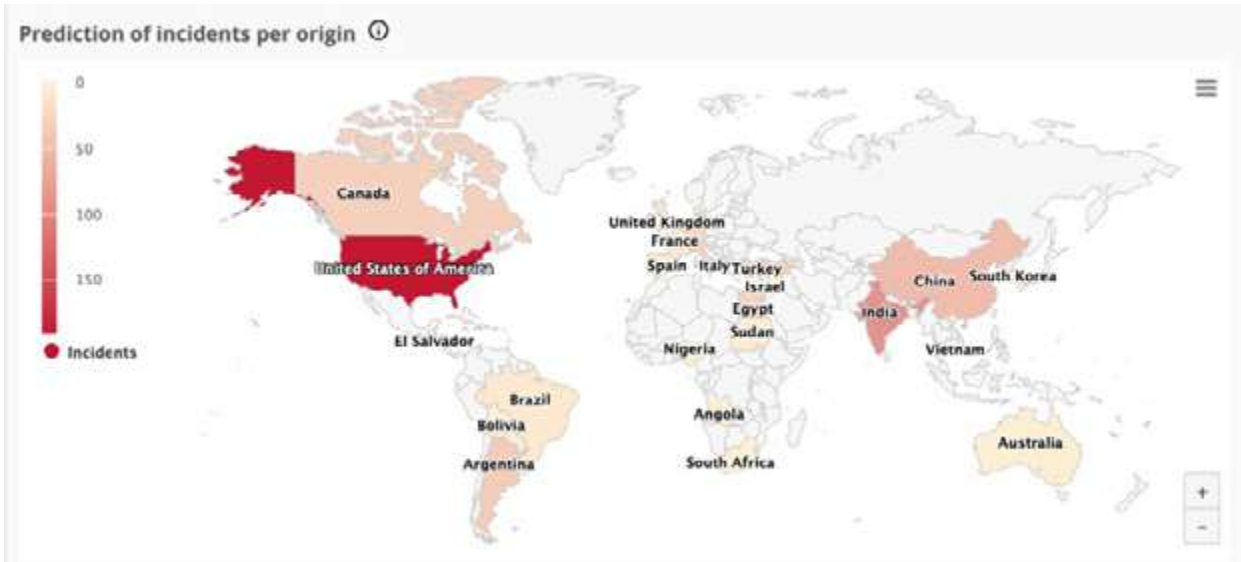 Prediction of incidents per origin
0
50
100
150
Incidents
Canada
United States of America
El Salvador
Brazil
Bolivia
Argentina
United Kingdom
France
Spain
Italy
Turkey
Israel
Egypt
Sudan
Nigeria
Angola
South Africa
China
South Korea
India
Vietnam
Australia
+
-